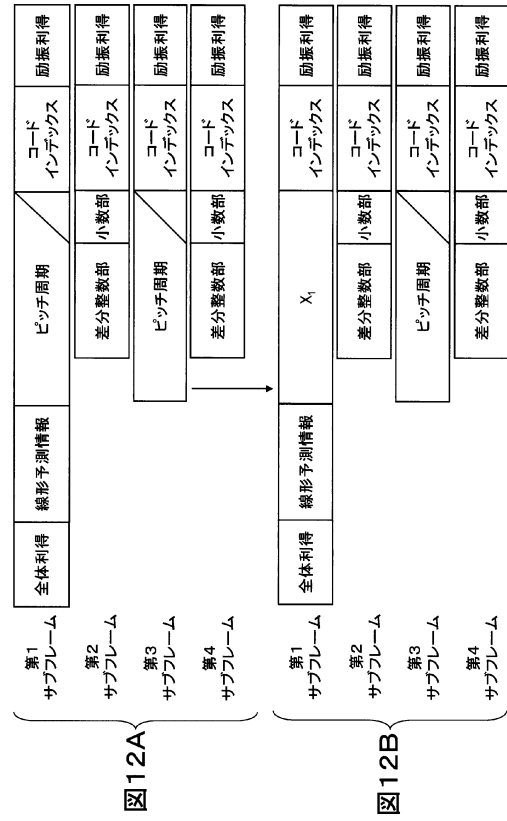 図12A
第1
サブフレーム
全体利得
線形予測情報
ピッチ周期
コード
インデックス
励振利得
第2
サブフレーム
差分整数部
小数部
コード
インデックス
励振利得
第3
サブフレーム
ピッチ周期
コード
インデックス
励振利得
第4
サブフレーム
差分整数部
小数部
コード
インデックス
励振利得
図12B
第1
サブフレーム
全体利得
線形予測情報
X₁
コード
インデックス
励振利得
第2
サブフレーム
差分整数部
小数部
コード
インデックス
励振利得
第3
サブフレーム
ピッチ周期
コード
インデックス
励振利得
第4
サブフレーム
差分整数部
小数部
コード
インデックス
励振利得